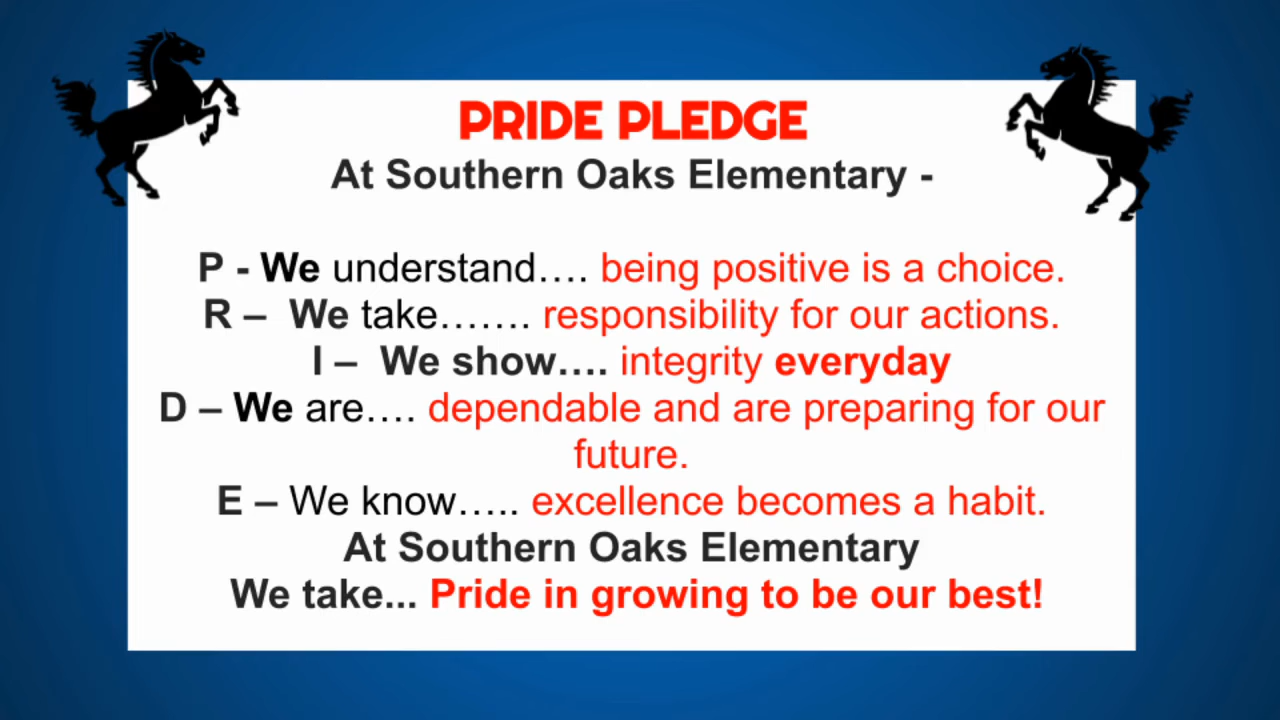 PRIDE PLEDGE
At Southern Oaks Elementary -
P - We understand…. being positive is a choice.
R – We take……. responsibility for our actions.
I – We show…. integrity everyday
D – We are…. dependable and are preparing for our
future.
E – We know….. excellence becomes a habit.
At Southern Oaks Elementary
We take... Pride in growing to be our best!